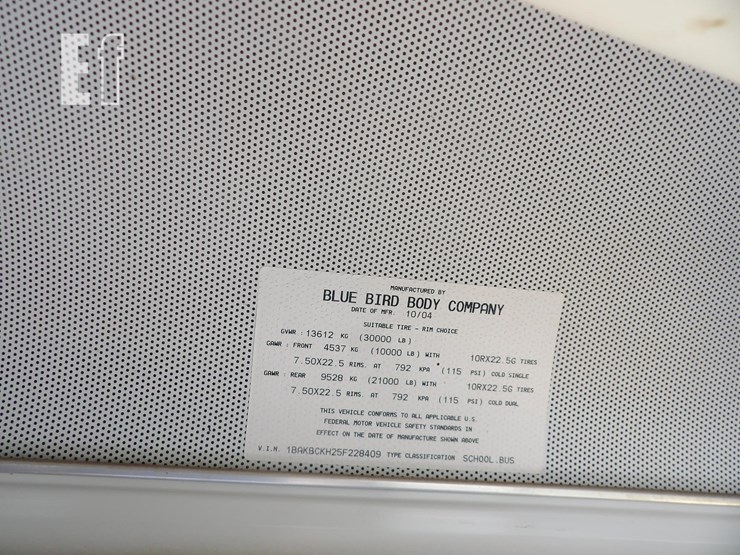 Ef
MANUFACTURED BY
BLUE BIRD BODY COMPANY
DATE OF MFR. 10/04
SUITABLE TIRE - RIM CHOICE
GVWR : 13612 KG (30000 LB)
GAWR : FRONT 4537 KG (10000 LB) WITH 10RX22.5G TIRES
7.50X22.5 RIMS. AT 792 KPA (115 PSI) COLD SINGLE
GAWR : REAR 9528 KG (21000 LB) WITH 10RX22.5G TIRES
7.50X22.5 RIMS. AT 792 KPA (115 PSI) COLD DUAL
THIS VEHICLE CONFORMS TO ALL APPLICABLE U.S.
FEDERAL MOTOR VEHICLE SAFETY STANDARDS IN
EFFECT ON THE DATE OF MANUFACTURE SHOWN ABOVE
V.I.N. 1BAKBCKH25F228409 TYPE CLASSIFICATION SCHOOL.BUS